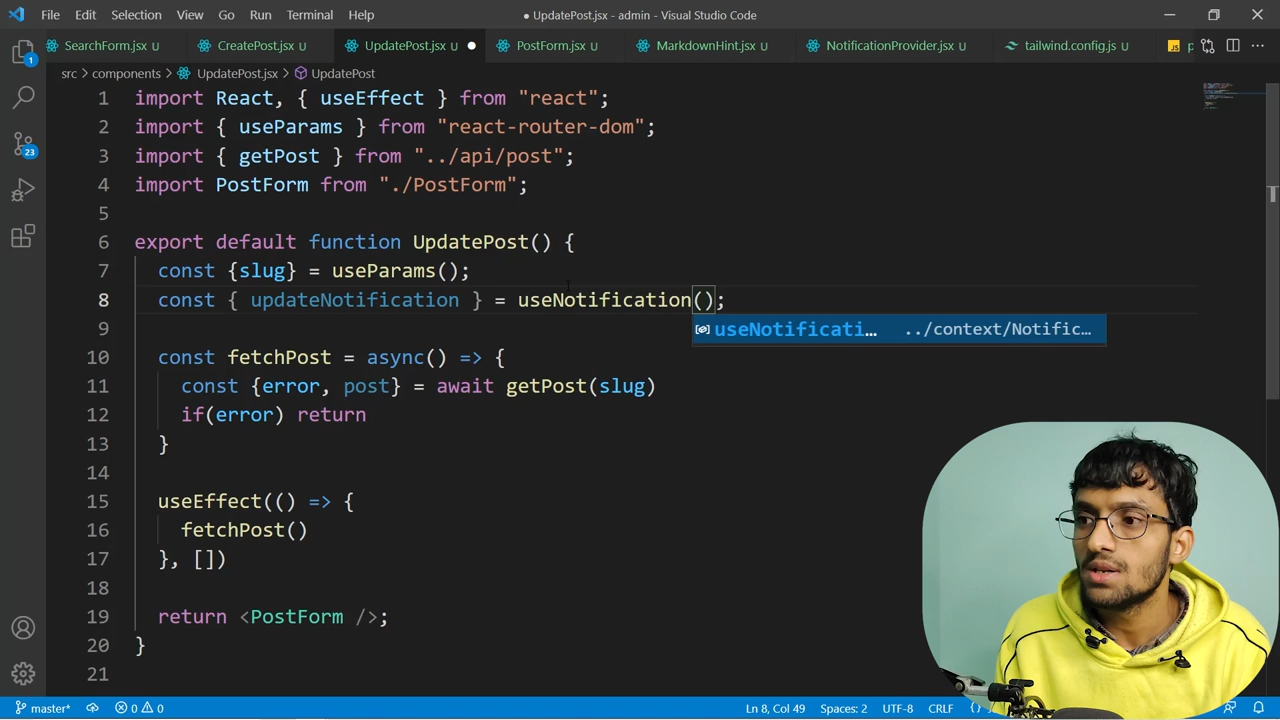 File Edit Selection View Go Run Terminal Help
● UpdatePost.jsx - admin - Visual Studio Code
SearchForm.jsx U
CreatePost.jsx U
UpdatePost.jsx U ●
PostForm.jsx U
MarkdownHint.jsx U
NotificationProvider.jsx U
tailwind.config.js U
JS p
src > components > UpdatePost.jsx > UpdatePost
1 import React, { useEffect } from "react";
2 import { useParams } from "react-router-dom";
3 import { getPost } from "../api/post";
4 import PostForm from "./PostForm";
5
6 export default function UpdatePost() {
7 const {slug} = useParams();
8 const { updateNotification } = useNotification();
useNotificati… ../context/Notific…
9
10 const fetchPost = async() => {
11 const {error, post} = await getPost(slug)
12 if(error) return
13 }
14
15 useEffect(() => {
16 fetchPost()
17 }, [])
18
19 return <PostForm />;
20 }
21
1
23
master* 0 0 Ln 8, Col 49 Spaces: 2 UTF-8 CRLF {}